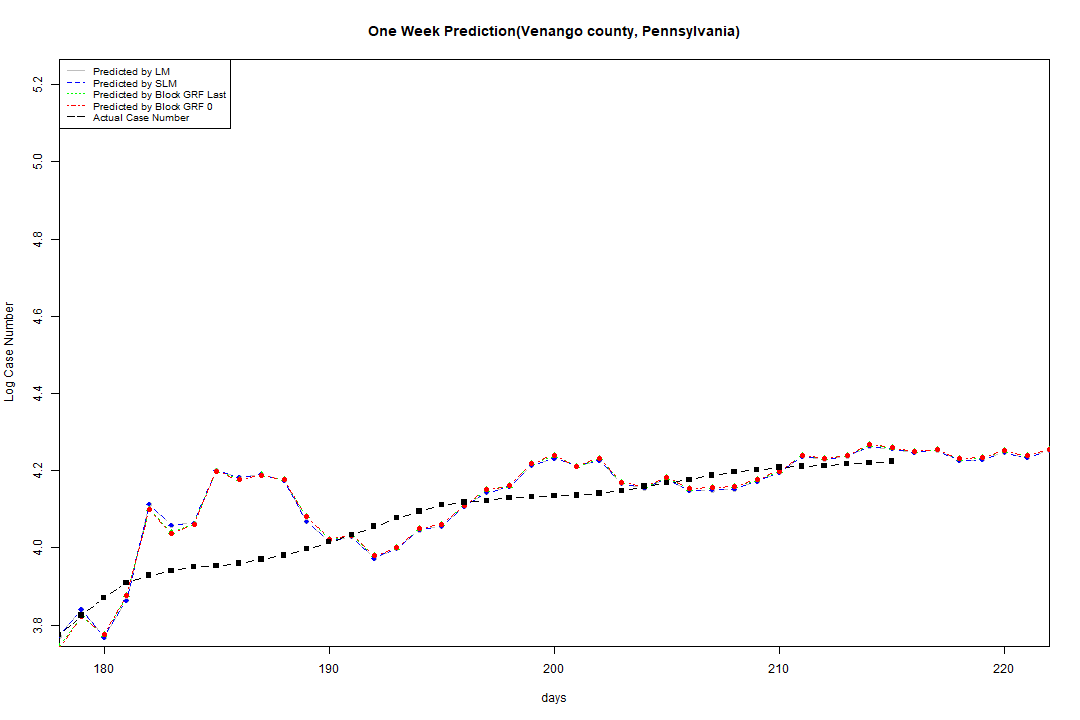 One Week Prediction(Venango county, Pennsylvania)
Predicted by LM
Predicted by SLM
Predicted by Block GRF Last
Predicted by Block GRF 0
Actual Case Number
5.2
5.0
4.8
4.6
4.4
4.2
4.0
3.8
Log Case Number
180 190 200 210 220
days